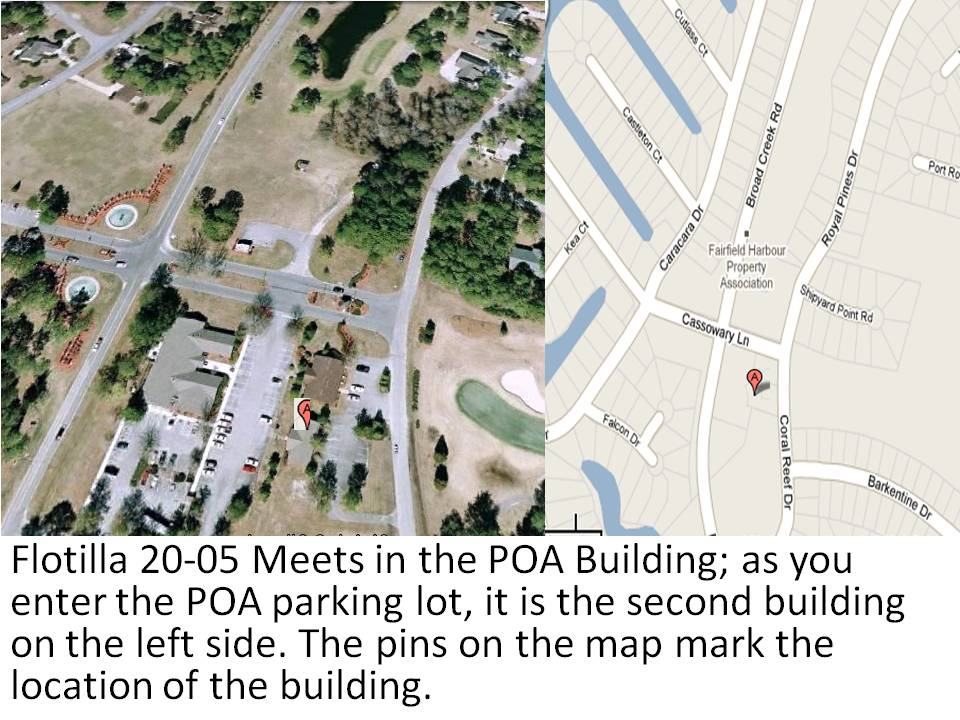 Cutlass Ct
Castleton Ct
Broad Creek Rd
Royal Pines Dr
Port Ro
Kea Ct
Caracara Dr
Fairfield Harbour
Property
Association
Shipyard Point Rd
Cassowary Ln
A
A
Falcon Dr
Coral Reef Dr
Barkentine Dr
Flotilla 20-05 Meets in the POA Building; as you
enter the POA parking lot, it is the second building
on the left side. The pins on the map mark the
location of the building.